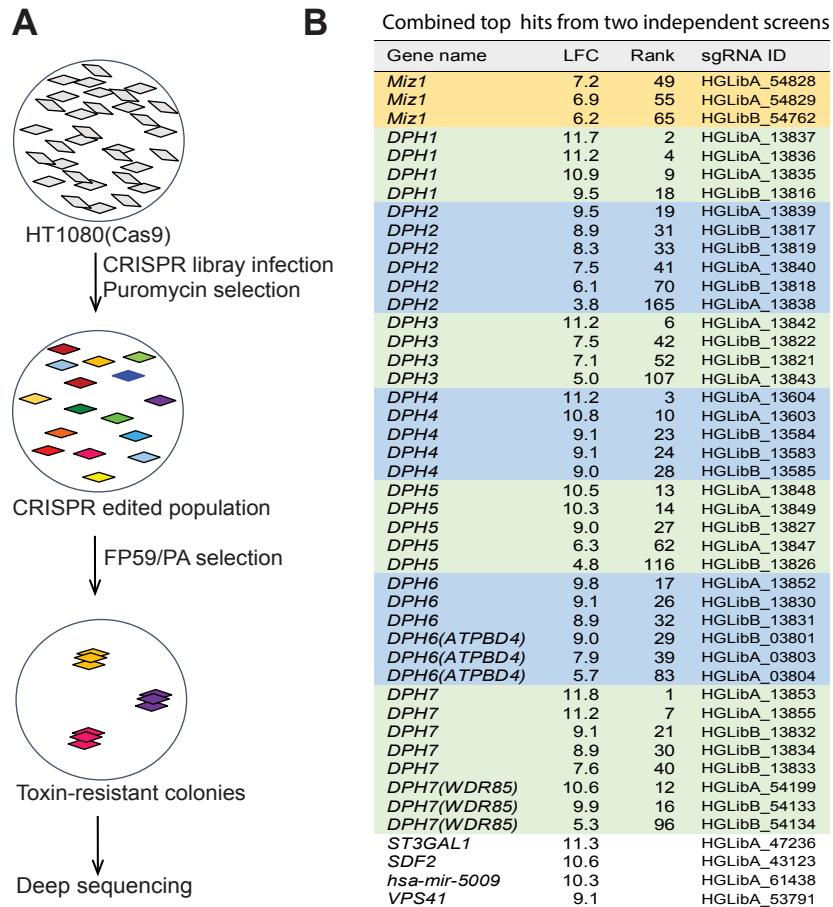 A
HT1080(Cas9)
CRISPR libray infection
Puromycin selection
CRISPR edited population
FP59/PA selection
Toxin-resistant colonies
Deep sequencing
B
Combined top hits from two independent screens
Gene name LFC Rank sgRNA ID
Miz1 7.2 49 HGLibA_54828
Miz1 6.9 55 HGLibA_54829
Miz1 6.2 65 HGLibB_54762
DPH1 11.7 2 HGLibA_13837
DPH1 11.2 4 HGLibA_13836
DPH1 10.9 9 HGLibA_13835
DPH1 9.5 18 HGLibB_13816
DPH2 9.5 19 HGLibA_13839
DPH2 8.9 31 HGLibB_13817
DPH2 8.3 33 HGLibB_13819
DPH2 7.5 41 HGLibA_13840
DPH2 6.1 70 HGLibB_13818
DPH2 3.8 165 HGLibA_13838
DPH3 11.2 6 HGLibA_13842
DPH3 7.5 42 HGLibB_13822
DPH3 7.1 52 HGLibB_13821
DPH3 5.0 107 HGLibA_13843
DPH4 11.2 3 HGLibA_13604
DPH4 10.8 10 HGLibA_13603
DPH4 9.1 23 HGLibB_13584
DPH4 9.1 24 HGLibB_13583
DPH4 9.0 28 HGLibB_13585
DPH5 10.5 13 HGLibA_13848
DPH5 10.3 14 HGLibA_13849
DPH5 9.0 27 HGLibB_13827
DPH5 6.3 62 HGLibA_13847
DPH5 4.8 116 HGLibB_13826
DPH6 9.8 17 HGLibA_13852
DPH6 9.1 26 HGLibB_13830
DPH6 8.9 32 HGLibB_13831
DPH6(ATPBD4) 9.0 29 HGLibB_03801
DPH6(ATPBD4) 7.9 39 HGLibA_03803
DPH6(ATPBD4) 5.7 83 HGLibA_03804
DPH7 11.8 1 HGLibA_13853
DPH7 11.2 7 HGLibA_13855
DPH7 9.1 21 HGLibB_13832
DPH7 8.9 30 HGLibB_13834
DPH7 7.6 40 HGLibB_13833
DPH7(WDR85) 10.6 12 HGLibA_54199
DPH7(WDR85) 9.9 16 HGLibB_54133
DPH7(WDR85) 5.3 96 HGLibB_54134
ST3GAL1 11.3 HGLibA_47236
SDF2 10.6 HGLibA_43123
hsa-mir-5009 10.3 HGLibA_61438
VPS41 9.1 HGLibA_53791